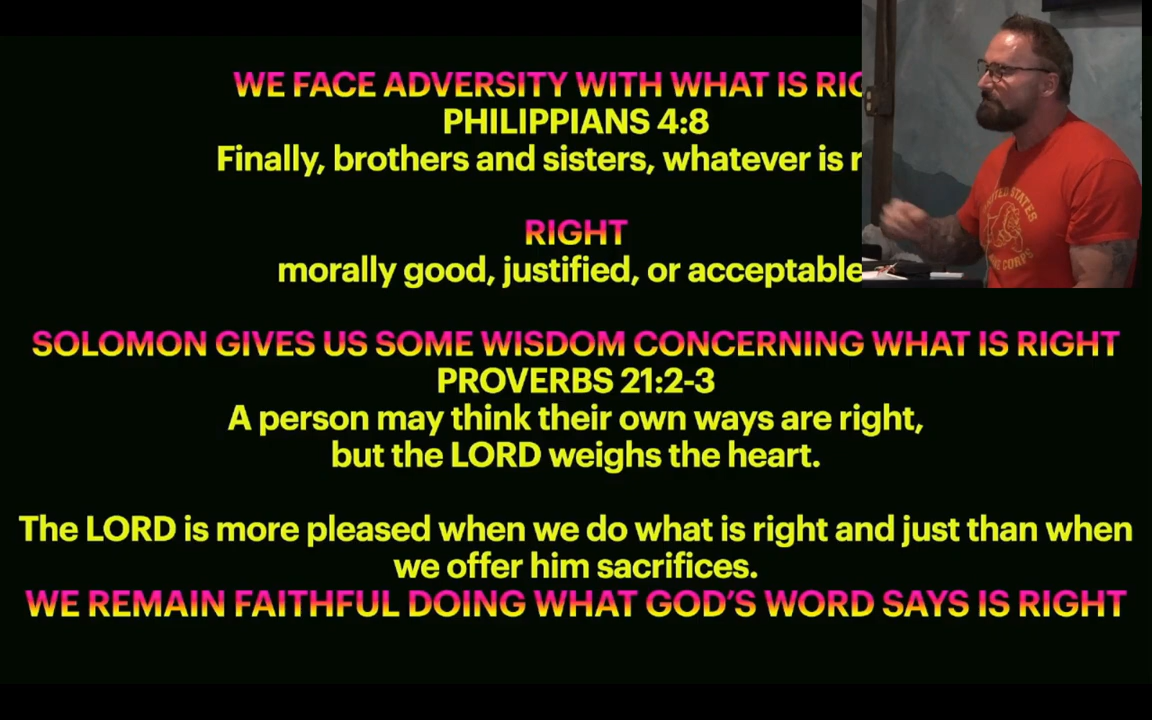 WE FACE ADVERSITY WITH WHAT IS
PHILIPPIANS 4:8
Finally, brothers and sisters, whatever is
RIGHT
morally good, justified, or acceptable
SOLOMON GIVES US SOME WISDOM CONCERNING WHAT IS RIGHT
PROVERBS 21:2-3
A person may think their own ways are right,
but the LORD weighs the heart.
The LORD is more pleased when we do what is right and just than when
we offer him sacrifices.
WE REMAIN FAITHFUL DOING WHAT GOD'S WORD SAYS IS RIGHT
UNITED STATES
CORPS